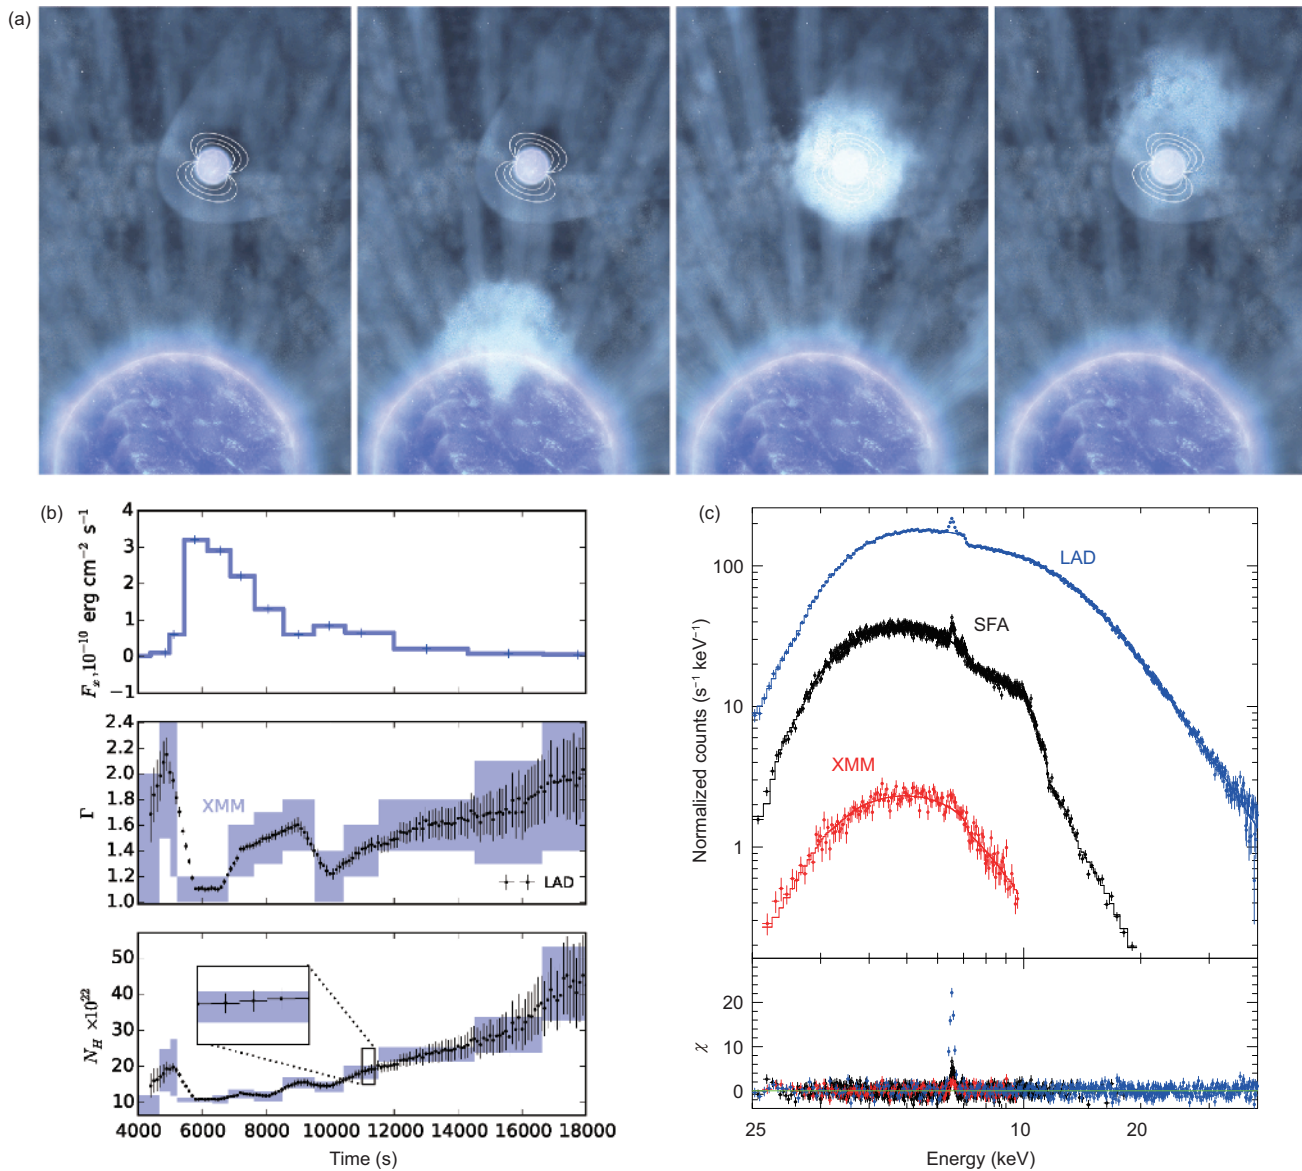 (a)
(b)
4
3
2
1
0
−1
F_x, 10⁻¹⁰ erg cm⁻² s⁻¹
2.4
2.2
2.0
1.8
1.6
1.4
1.2
1.0
Γ
XMM
LAD
50
40
30
20
10
N_H ×10²²
4000 6000 8000 10000 12000 14000 16000 18000
Time (s)
(c)
100
10
1
Normalized counts (s⁻¹ keV⁻¹)
LAD
SFA
XMM
20
10
0
χ
25 10 20
Energy (keV)